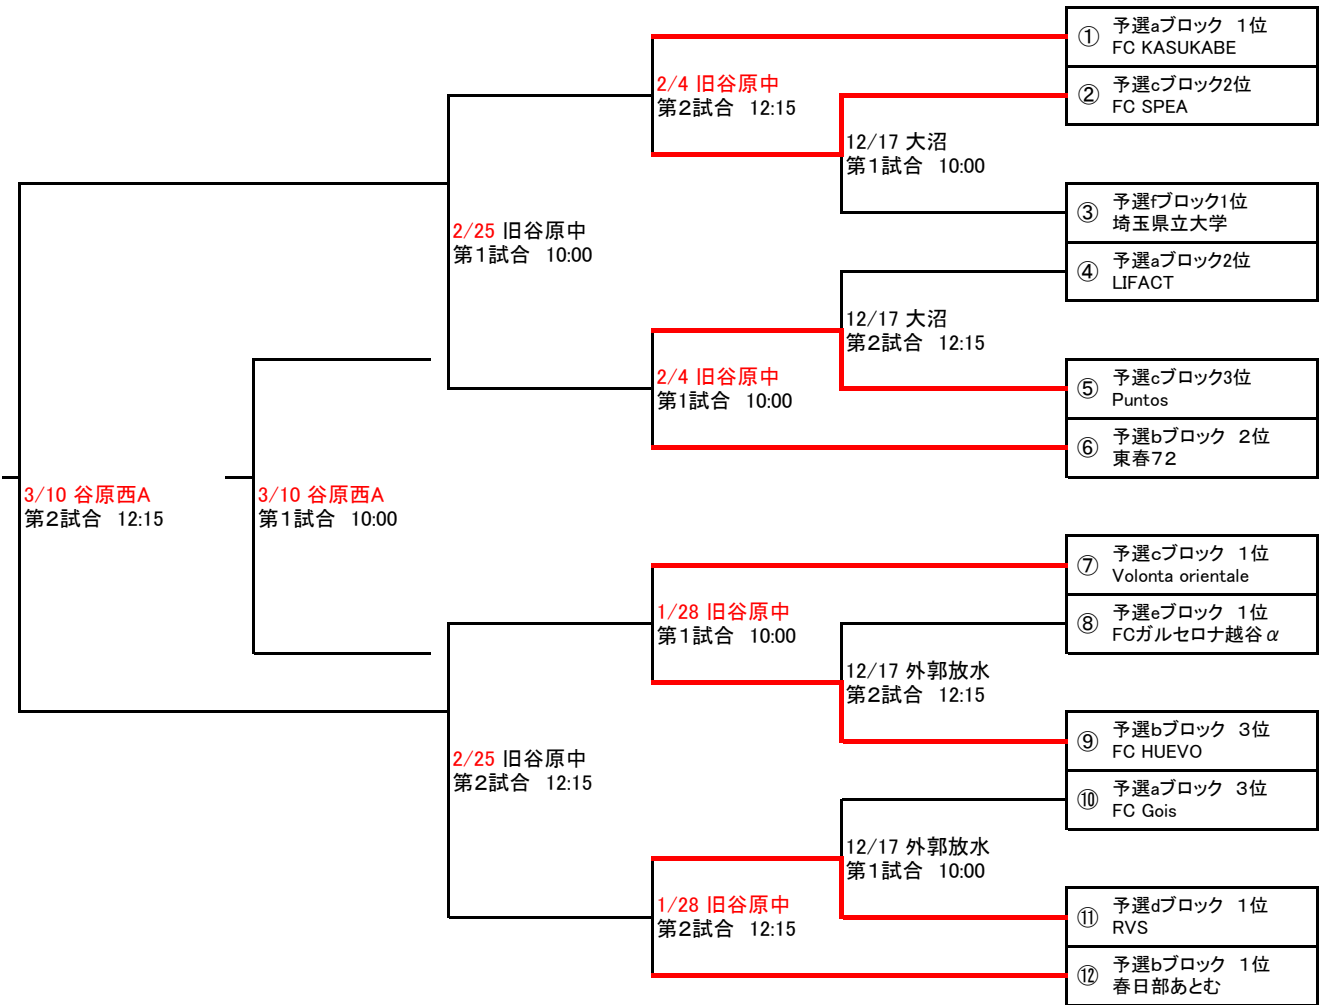 ① 予選aブロック　1位
FC KASUKABE
② 予選cブロック2位
FC SPEA
2/4 旧谷原中
第2試合　12:15
12/17 大沼
第1試合　10:00
③ 予選fブロック1位
埼玉県立大学
2/25 旧谷原中
第1試合　10:00
④ 予選aブロック2位
LIFACT
12/17 大沼
第2試合　12:15
2/4 旧谷原中
第1試合　10:00
⑤ 予選cブロック3位
Puntos
⑥ 予選bブロック　2位
東春72
3/10 谷原西A
第2試合　12:15
3/10 谷原西A
第1試合　10:00
⑦ 予選cブロック　1位
Volonta orientale
1/28 旧谷原中
第1試合　10:00
⑧ 予選eブロック　1位
FCガルセロナ越谷α
12/17 外郭放水
第2試合　12:15
⑨ 予選bブロック　3位
FC HUEVO
2/25 旧谷原中
第2試合　12:15
⑩ 予選aブロック　3位
FC Gois
12/17 外郭放水
第1試合　10:00
1/28 旧谷原中
第2試合　12:15
⑪ 予選dブロック　1位
RVS
⑫ 予選bブロック　1位
春日部あとむ